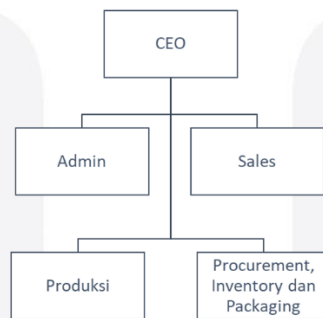 CEO
Admin
Sales
Produksi
Procurement,
Inventory dan
Packaging